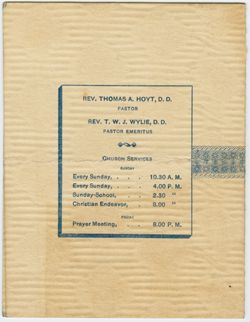 REV. THOMAS A. HOYT, D. D.
PASTOR
REV. T. W. J. WYLIE, D. D.
PASTOR EMERITUS
CHURCH SERVICES
SUNDAY
Every Sunday, . . . 10.30 A. M.
Every Sunday, . . . 4.00 P. M.
Sunday-School, . . . 2.30 "
Christian Endeavor, . 8.00 "
FRIDAY
Prayer Meeting, . . . 8.00 P. M.